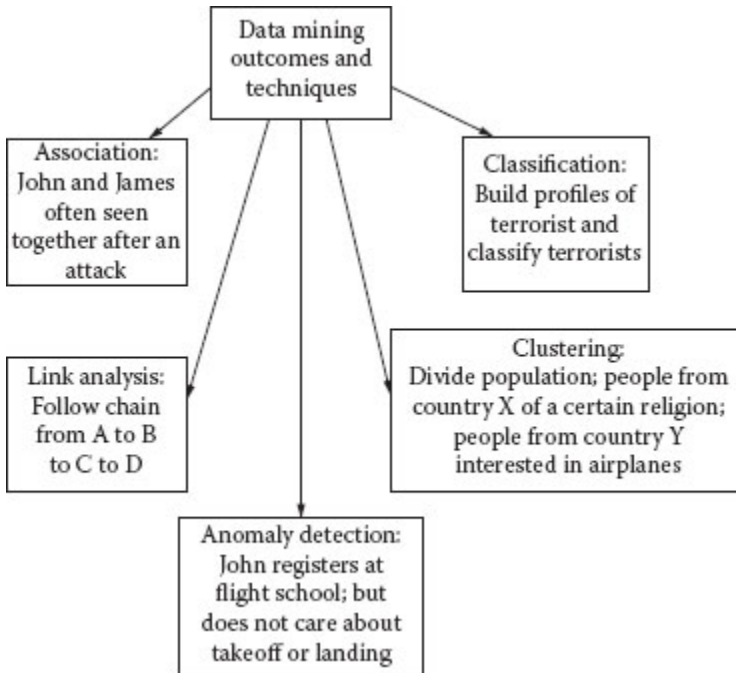 Data mining
outcomes and
techniques
Association:
John and James
often seen
together after an
attack
Classification:
Build profiles of
terrorist and
classify terrorists
Link analysis:
Follow chain
from A to B
to C to D
Clustering:
Divide population; people from
country X of a certain religion;
people from country Y
interested in airplanes
Anomaly detection:
John registers at
flight school; but
does not care about
takeoff or landing